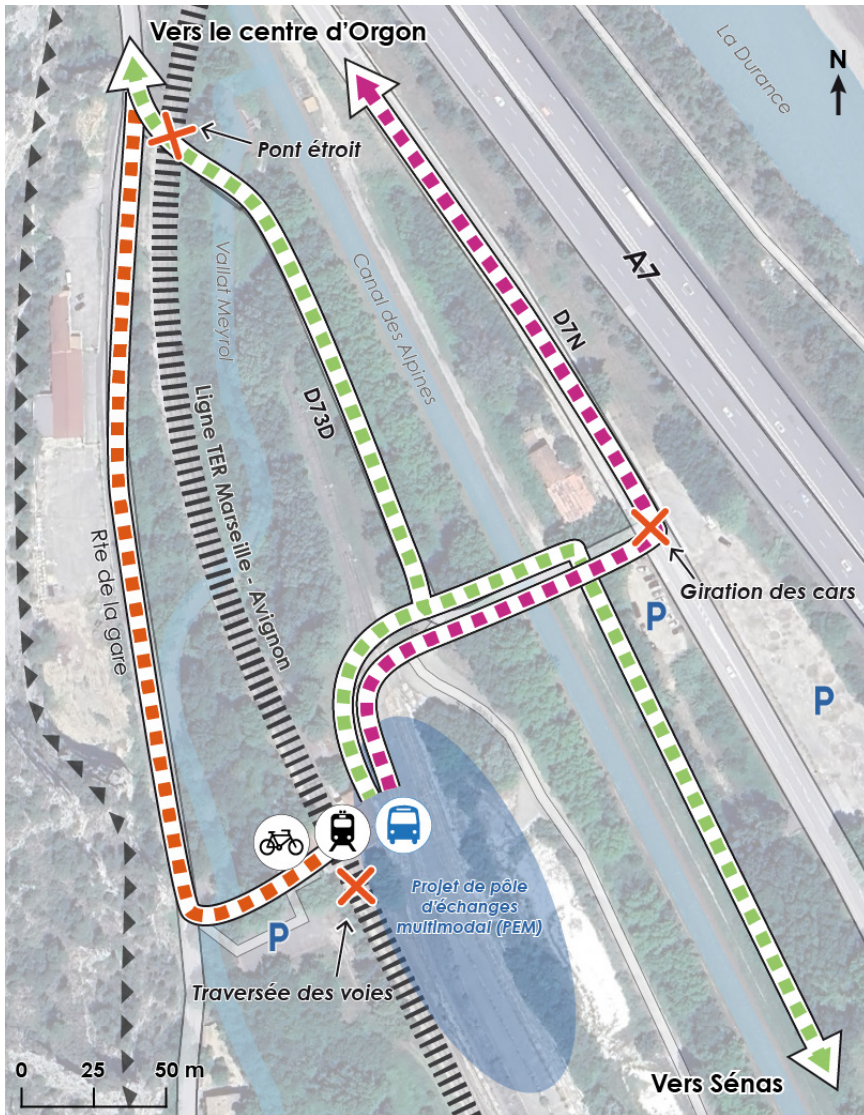 Vers le centre d'Orgon
La Durance
N
Pont étroit
A7
Vallat Meyrol
Canal des Alpines
D7N
D73D
Ligne TER Marseille - Avignon
Rte de la gare
Giration des cars
P
P
Projet de pôle
d'échanges
multimodal (PEM)
P
Traversée des voies
0 25 50 m
Vers Sénas